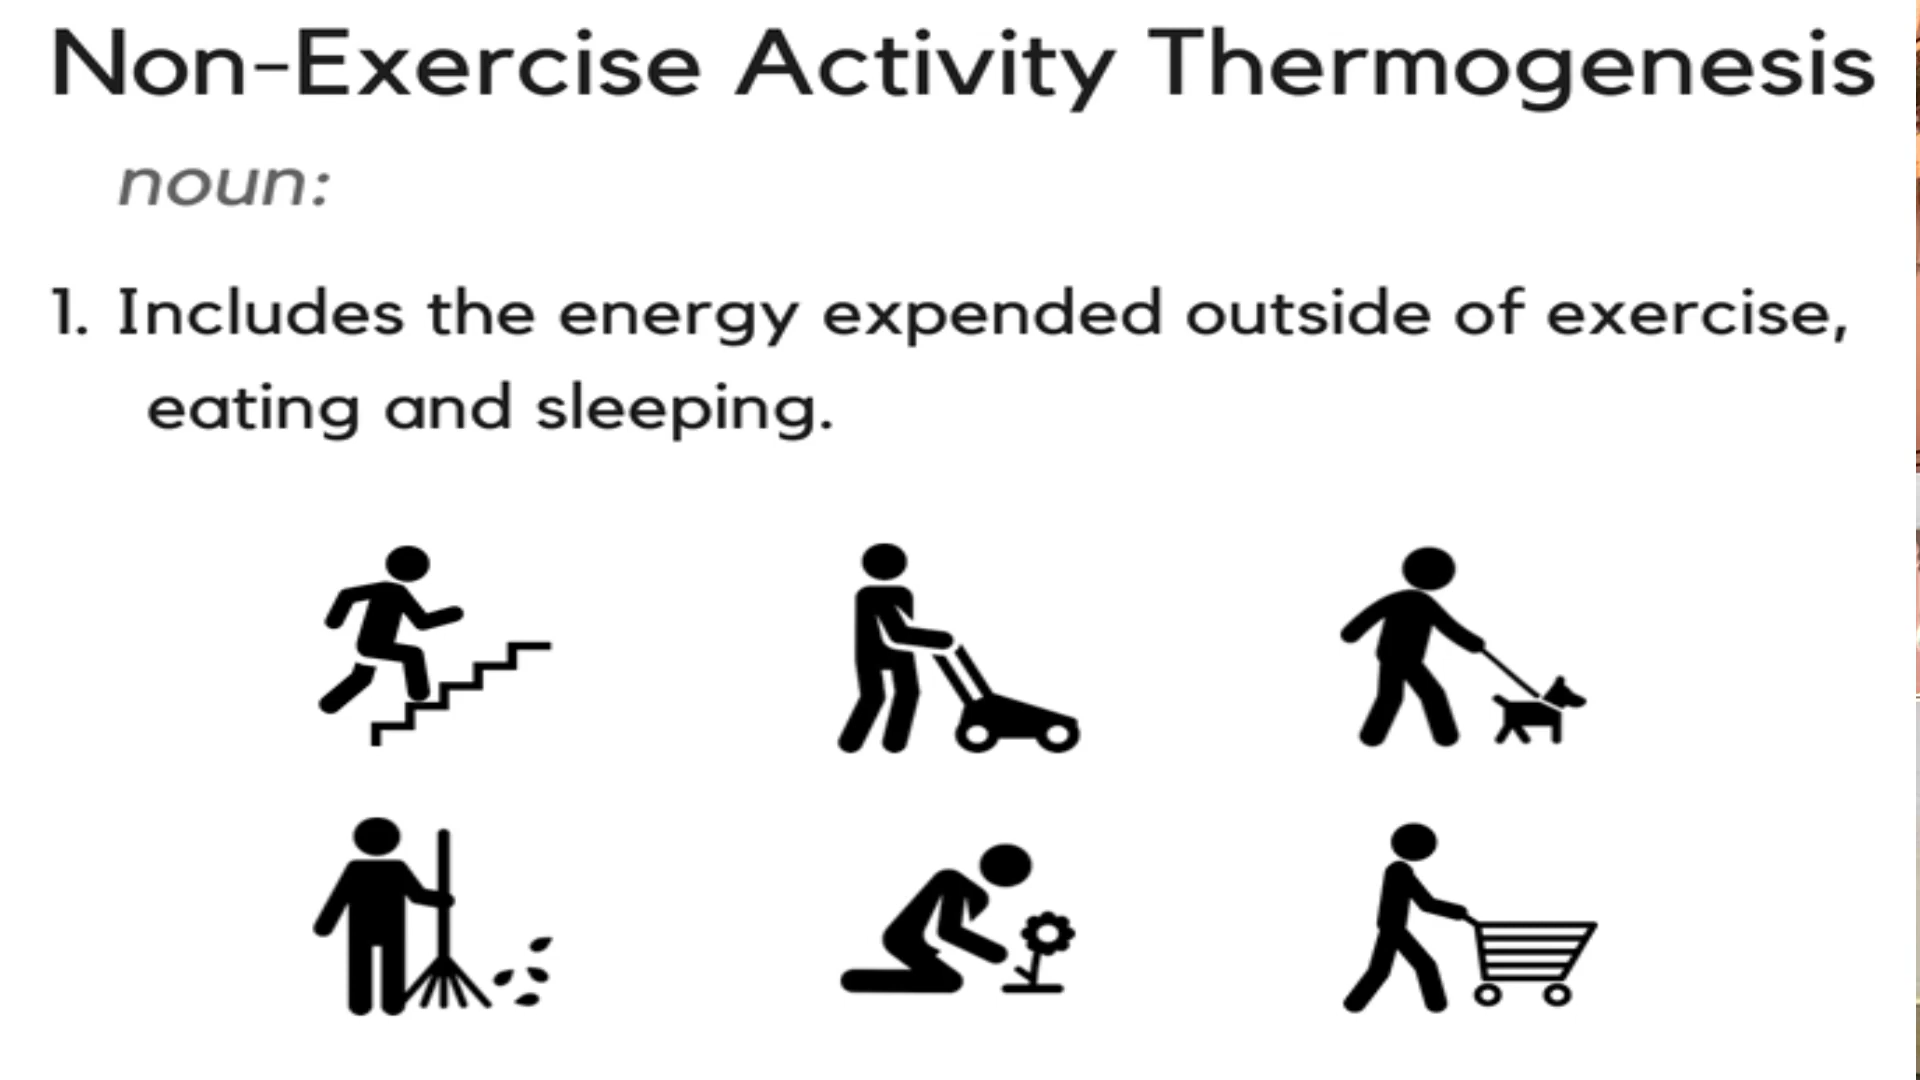 Non-Exercise Activity Thermogenesis
noun:
1. Includes the energy expended outside of exercise,
eating and sleeping.